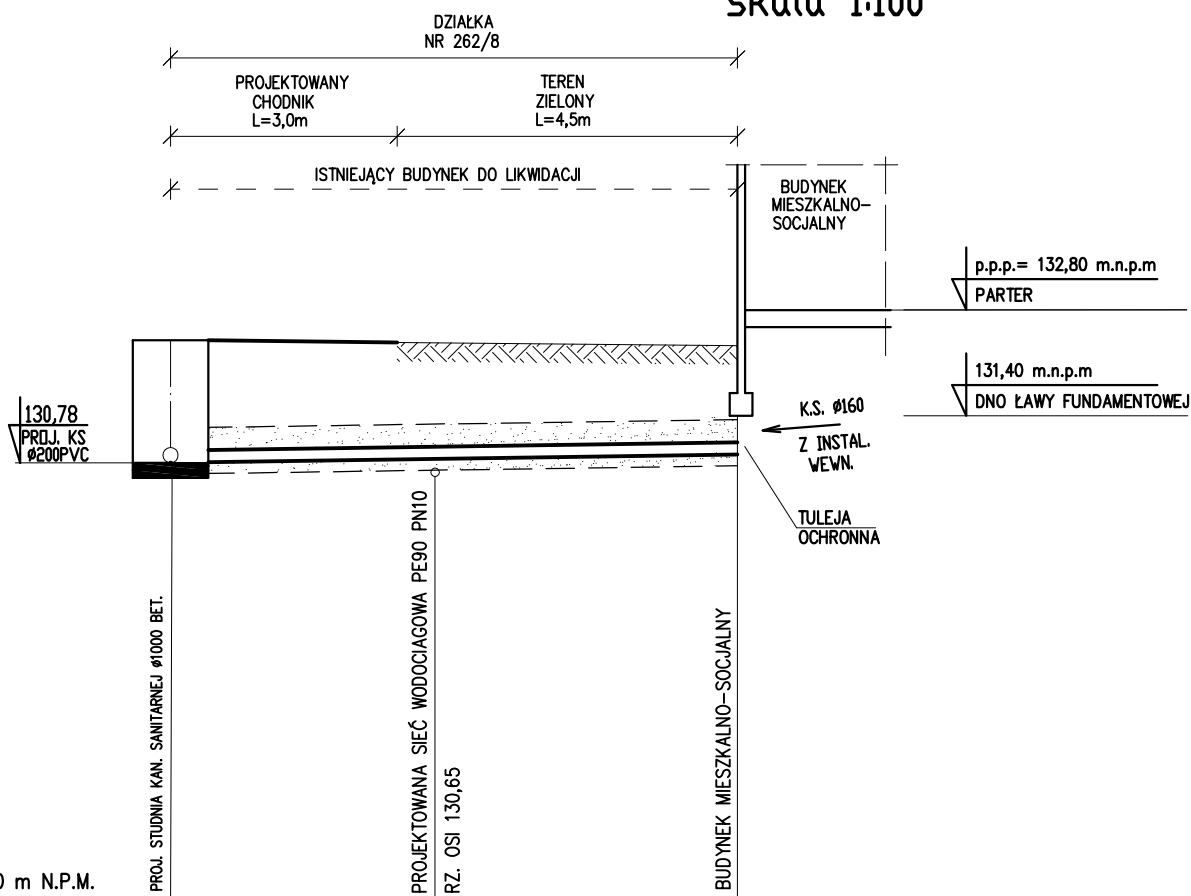 skala 1:100
DZIAŁKA
NR 262/8
PROJEKTOWANY
CHODNIK
L=3,0m
TEREN
ZIELONY
L=4,5m
ISTNIEJĄCY BUDYNEK DO LIKWIDACJI
BUDYNEK
MIESZKALNO-
SOCJALNY
p.p.p.= 132,80 m.n.p.m
PARTER
131,40 m.n.p.m
DNO ŁAWY FUNDAMENTOWEJ
130,78
PROJ. KS
ø200PVC
K.S. ø160
Z INSTAL.
WEWN.
TULEJA
OCHRONNA
PROJ. STUDNIA KAN. SANITARNEJ ø1000 BET.
PROJEKTOWANA SIEĆ WODOCIAGOWA PE90 PN10
RZ. OSI 130,65
BUDYNEK MIESZKALNO-SOCJALNY
0 m N.P.M.